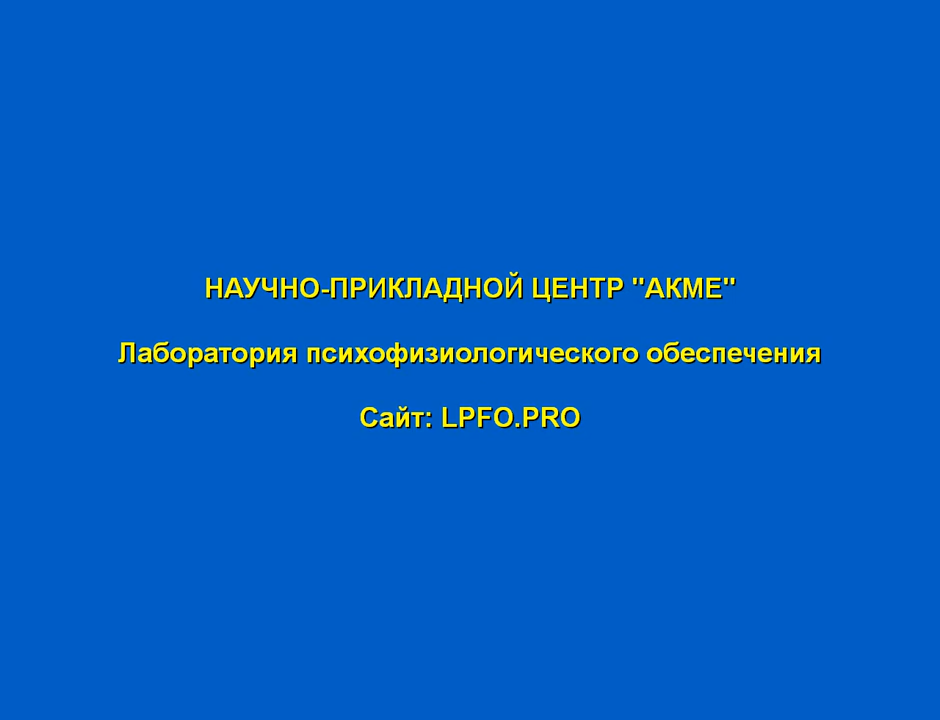 НАУЧНО-ПРИКЛАДНОЙ ЦЕНТР "АКМЕ"
Лаборатория психофизиологического обеспечения
Сайт: LPFO.PRO